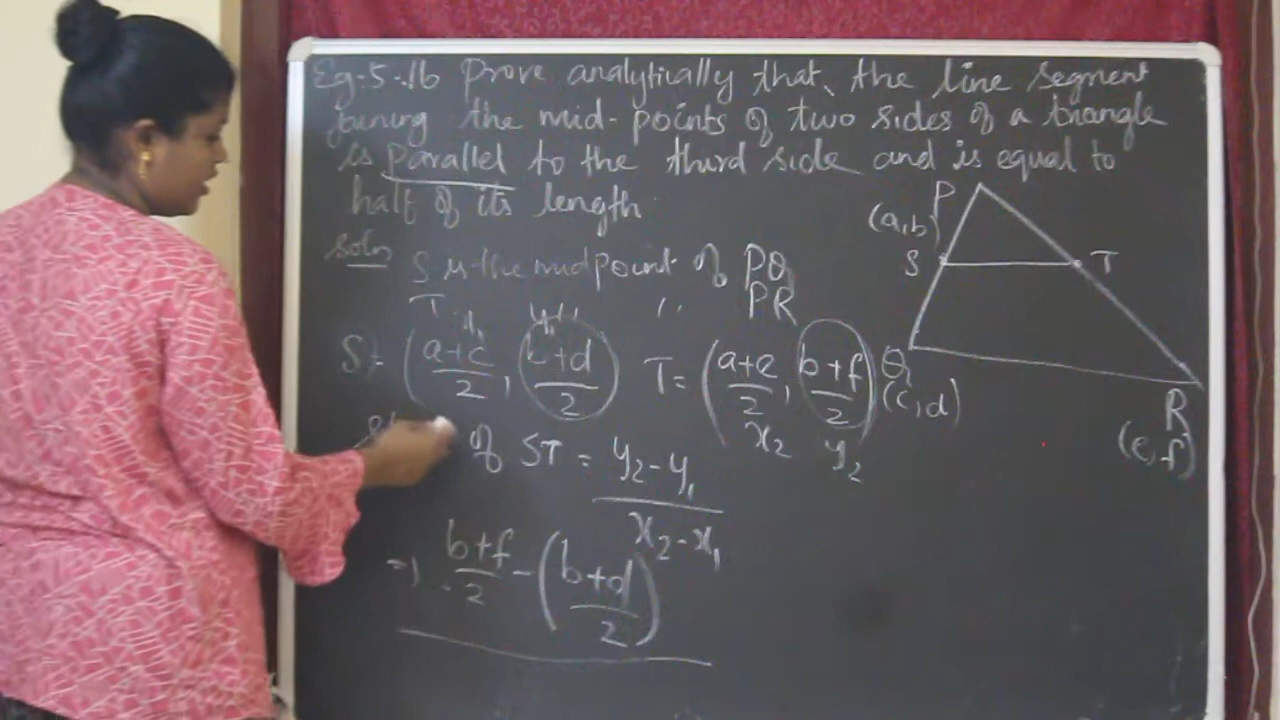 Eg:-5.16 Prove analytically that, the line segment
joining the mid-points of two sides of a triangle
is parallel to the third side and is equal to
half of its length
soln S is the midpoint of PQ
T " PR
S = (a+c/2, b+d/2) T = (a+e/2, b+f/2)
x1 y1
x2 y2
of ST = y2 - y1 / x2 - x1
=) b+f/2 - (b+d/2)
P
(a,b)
S T
Q
(c,d)
R
(e,f)